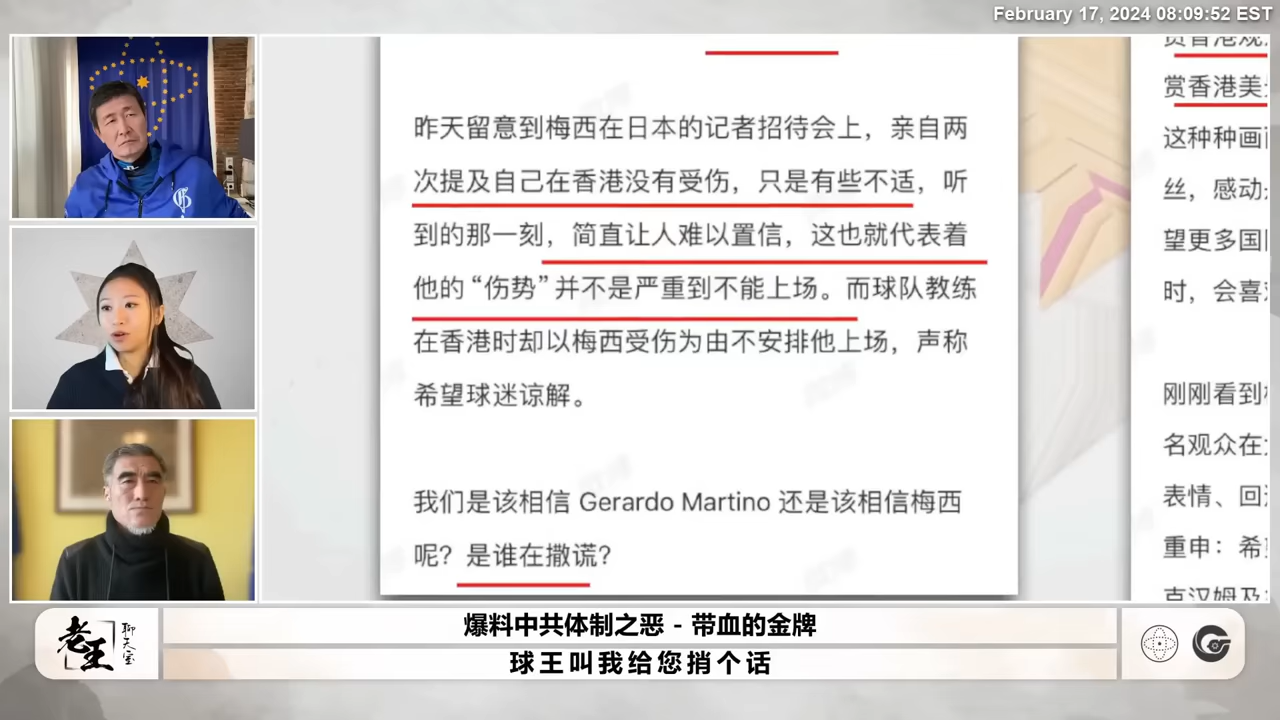 February 17, 2024 08:09:52 EST
昨天留意到梅西在日本的记者招待会上，亲自两
次提及自己在香港没有受伤，只是有些不适，听
到的那一刻，简直让人难以置信，这也就代表着
他的“伤势”并不是严重到不能上场。而球队教练
在香港时却以梅西受伤为由不安排他上场，声称
希望球迷谅解。
我们是该相信 Gerardo Martino 还是该相信梅西
呢？是谁在撒谎？
赏香港美
这种种画
丝，感动
望更多国
时，会喜
刚刚看到
名观众在
表情、回
重申：希
克汉姆及
老王
聊天室
爆料中共体制之恶 - 带血的金牌
球王叫我给您捎个话